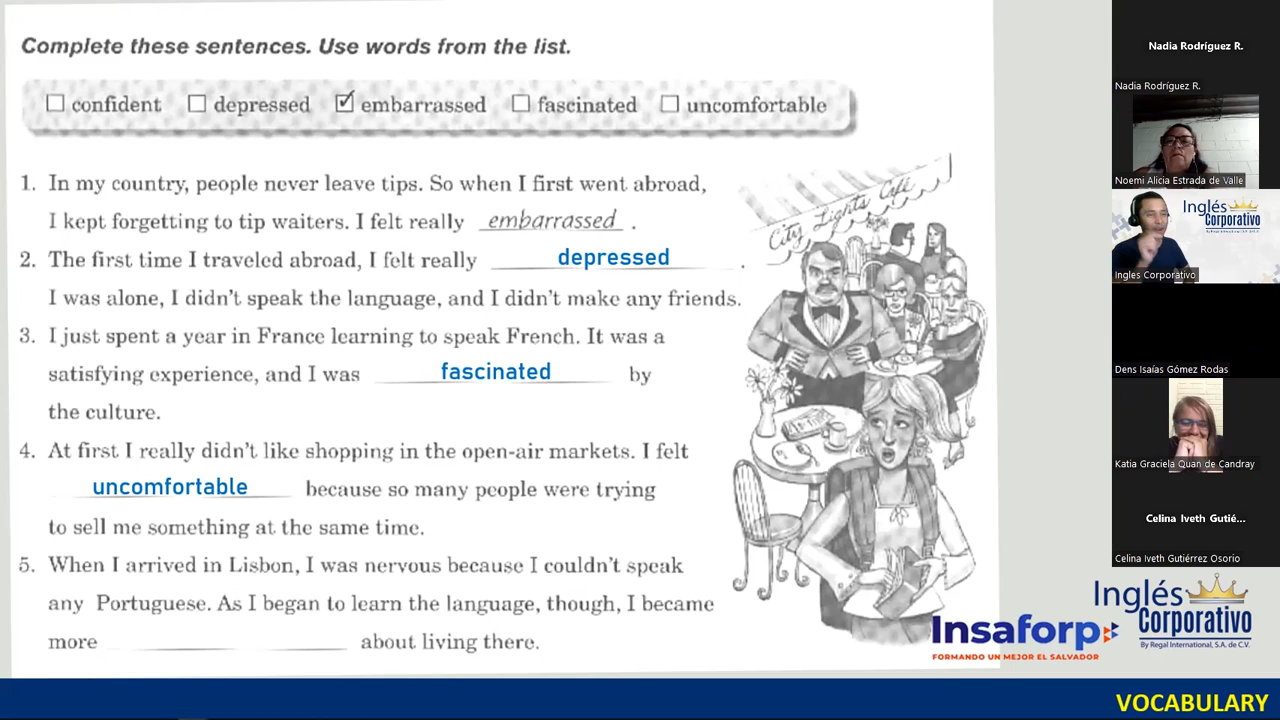 Complete these sentences. Use words from the list.
confident depressed embarrassed fascinated uncomfortable
1. In my country, people never leave tips. So when I first went abroad,
I kept forgetting to tip waiters. I felt really embarrassed .
2. The first time I traveled abroad, I felt really depressed .
I was alone, I didn't speak the language, and I didn't make any friends.
3. I just spent a year in France learning to speak French. It was a
satisfying experience, and I was fascinated by
the culture.
4. At first I really didn't like shopping in the open-air markets. I felt
uncomfortable because so many people were trying
to sell me something at the same time.
5. When I arrived in Lisbon, I was nervous because I couldn't speak
any Portuguese. As I began to learn the language, though, I became
more about living there.
City Lights Café
Nadia Rodríguez R.
Nadia Rodríguez R.
Noemi Alicia Estrada de Valle
Inglés
Corporativo
By Regal International, S.A. de C.V.
Ingles Corporativo
Dens Isaías Gómez Rodas
Katia Graciela Quan de Candray
Celina Iveth Gutié...
Celina Iveth Gutiérrez Osorio
Insaforp
FORMANDO UN MEJOR EL SALVADOR
Inglés
Corporativo
By Regal International, S.A. de C.V.
VOCABULARY